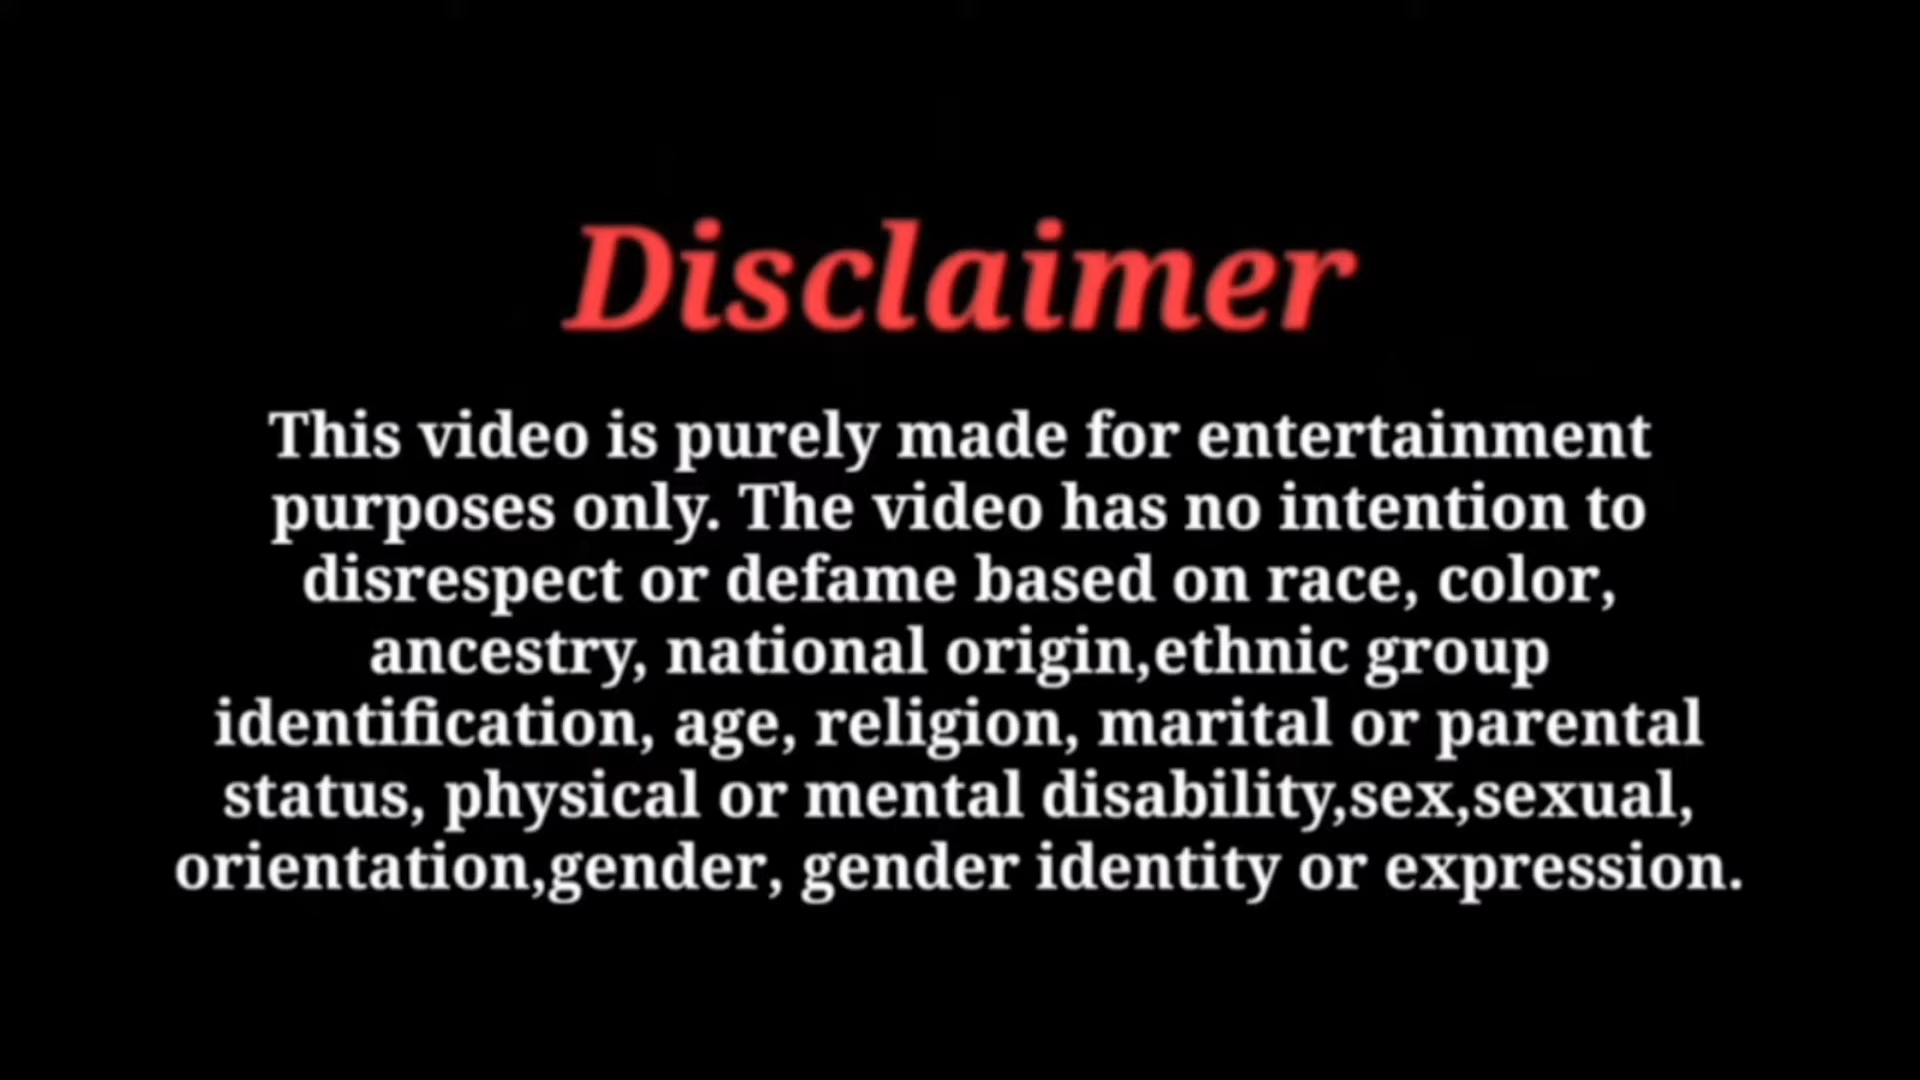 Disclaimer
This video is purely made for entertainment
purposes only. The video has no intention to
disrespect or defame based on race, color,
ancestry, national origin,ethnic group
identification, age, religion, marital or parental
status, physical or mental disability,sex,sexual,
orientation,gender, gender identity or expression.